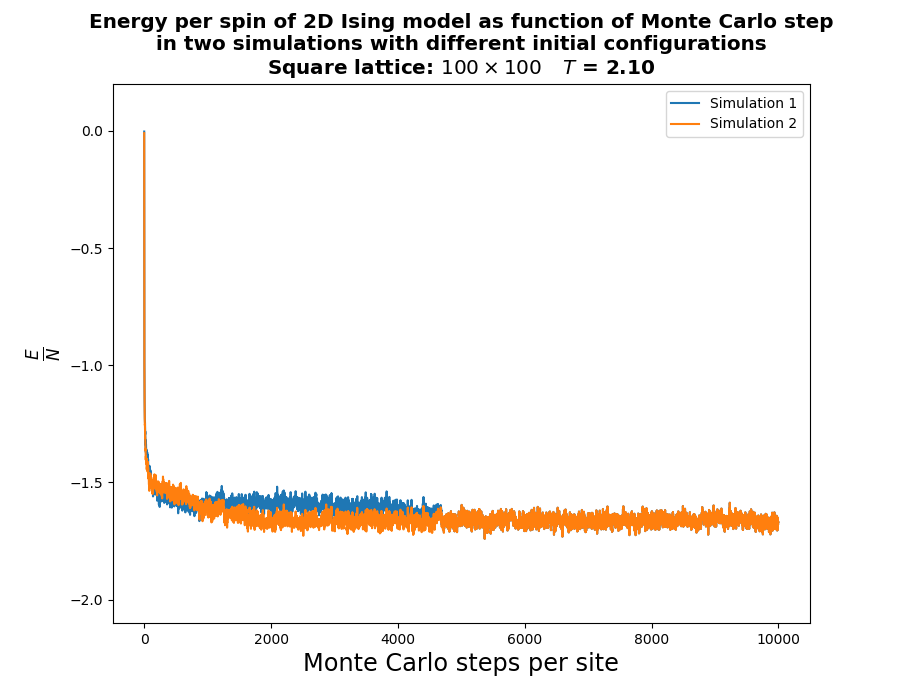 Energy per spin of 2D Ising model as function of Monte Carlo step
in two simulations with different initial configurations
Square lattice: 100 × 100 T = 2.10
Simulation 1
Simulation 2
0.0
−0.5
−1.0
−1.5
−2.0
E
N
0 2000 4000 6000 8000 10000
Monte Carlo steps per site